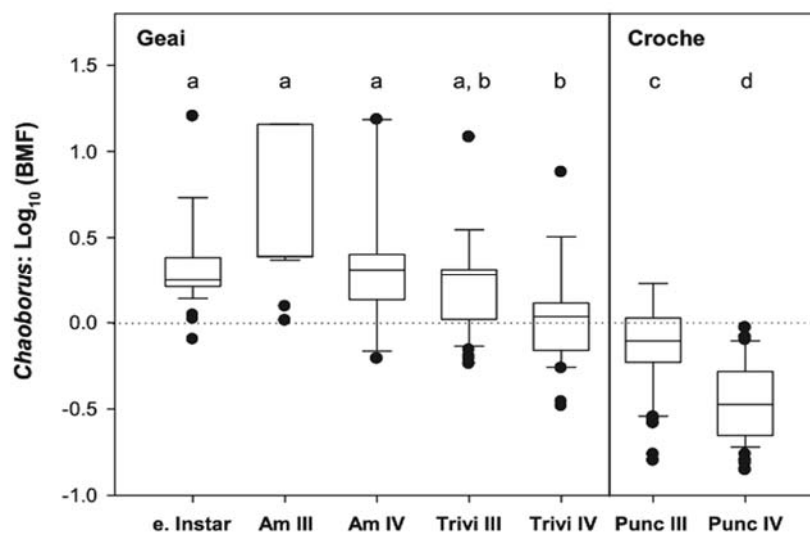 Geai Croche
a a a a, b b c d
1.5
1.0
0.5
0.0
-0.5
-1.0
Chaoborus: Log10 (BMF)
e. Instar Am III Am IV Trivi III Trivi IV Punc III Punc IV